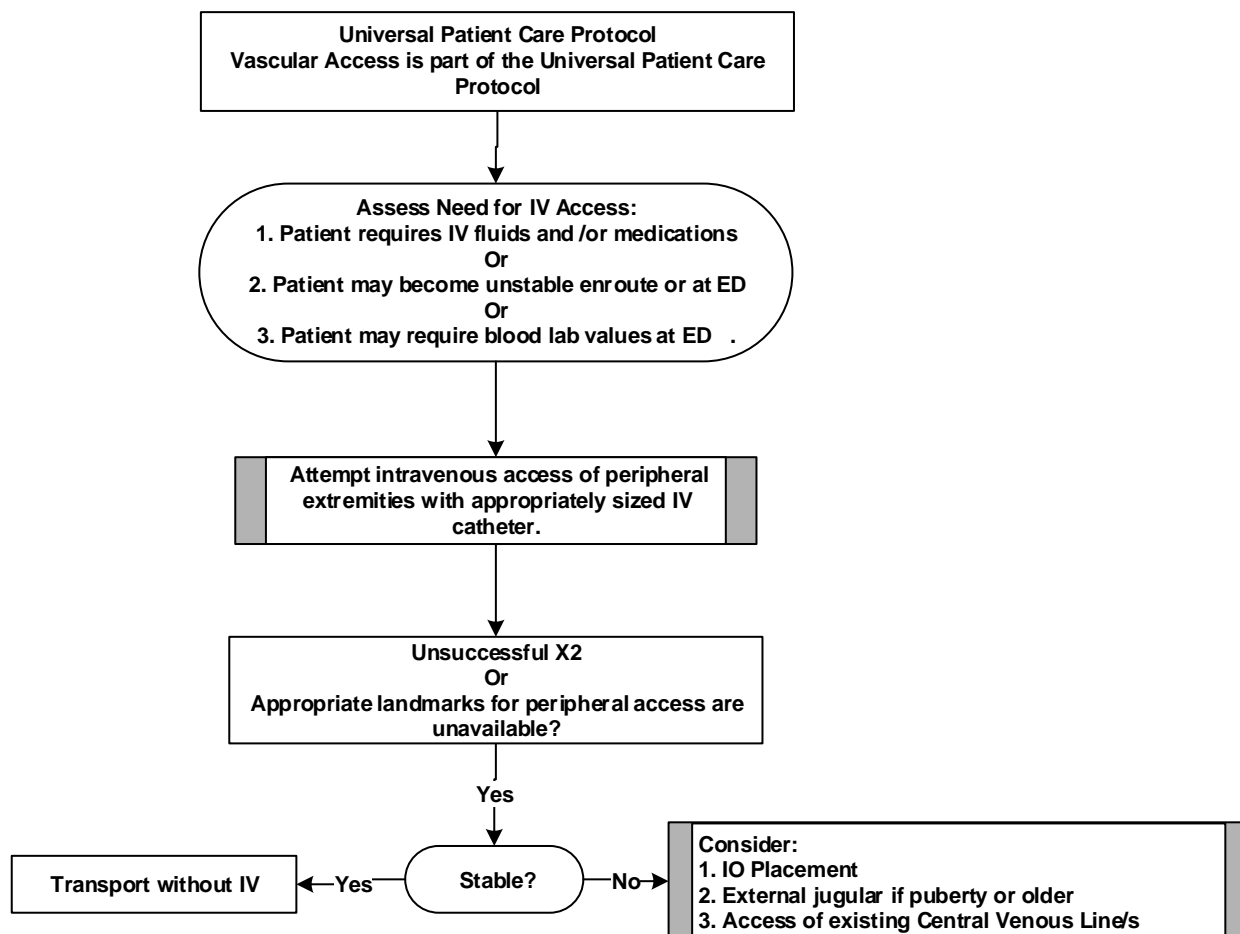 Universal Patient Care Protocol
Vascular Access is part of the Universal Patient Care
Protocol
Assess Need for IV Access:
1. Patient requires IV fluids and /or medications
Or
2. Patient may become unstable enroute or at ED
Or
3. Patient may require blood lab values at ED .
Attempt intravenous access of peripheral
extremities with appropriately sized IV
catheter.
Unsuccessful X2
Or
Appropriate landmarks for peripheral access are
unavailable?
Yes
Transport without IV
Yes
Stable?
No
Consider:
1. IO Placement
2. External jugular if puberty or older
3. Access of existing Central Venous Line/s